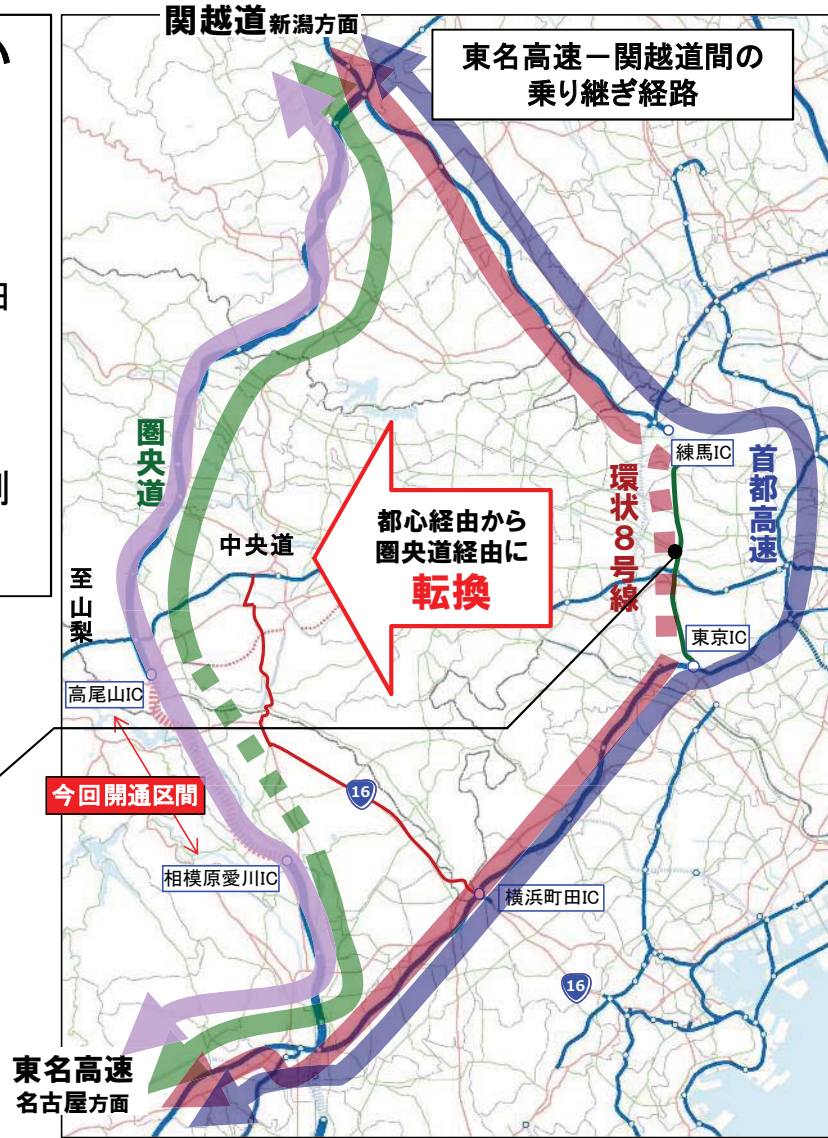 関越道新潟方面
東名高速－関越道間の
乗り継ぎ経路
圏央道
中央道
至山梨
都心経由から
圏央道経由に
転換
環状８号線
首都高速
練馬IC
東京IC
高尾山IC
今回開通区間
16
相模原愛川IC
横浜町田IC
16
東名高速
名古屋方面